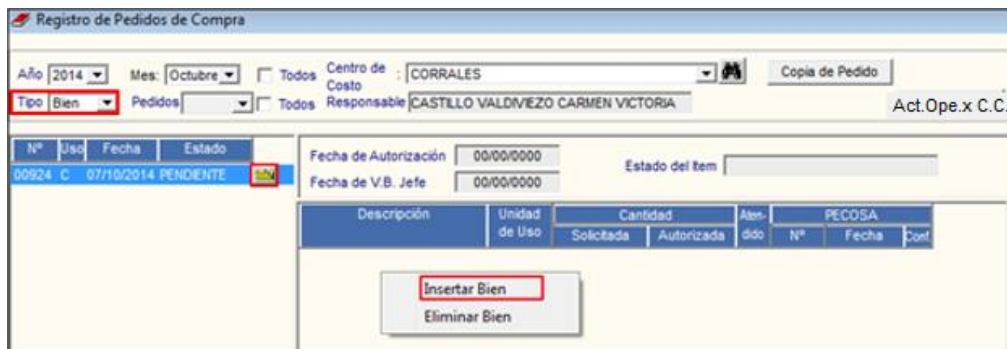 Registro de Pedidos de Compra
Año 2014 Mes: Octubre Todos Centro de Costo : CORRALES Copia de Pedido
Tipo Bien Pedidos Todos Responsable CASTILLO VALDIVIEZO CARMEN VICTORIA Act.Ope.x C.C.
Nº Uso Fecha Estado
00924 C 07/10/2014 PENDIENTE
Fecha de Autorización 00/00/0000 Estado del Item
Fecha de V.B. Jefe 00/00/0000
Descripción Unidad de Uso Cantidad Aten-dido PECOSA
Solicitada Autorizada Nº Fecha Conf.
Insertar Bien
Eliminar Bien